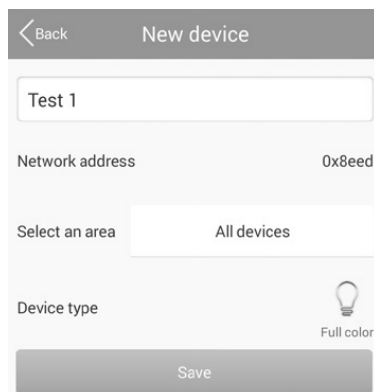 Back New device
Test 1
Network address 0x8eed
Select an area All devices
Device type
Full color
Save